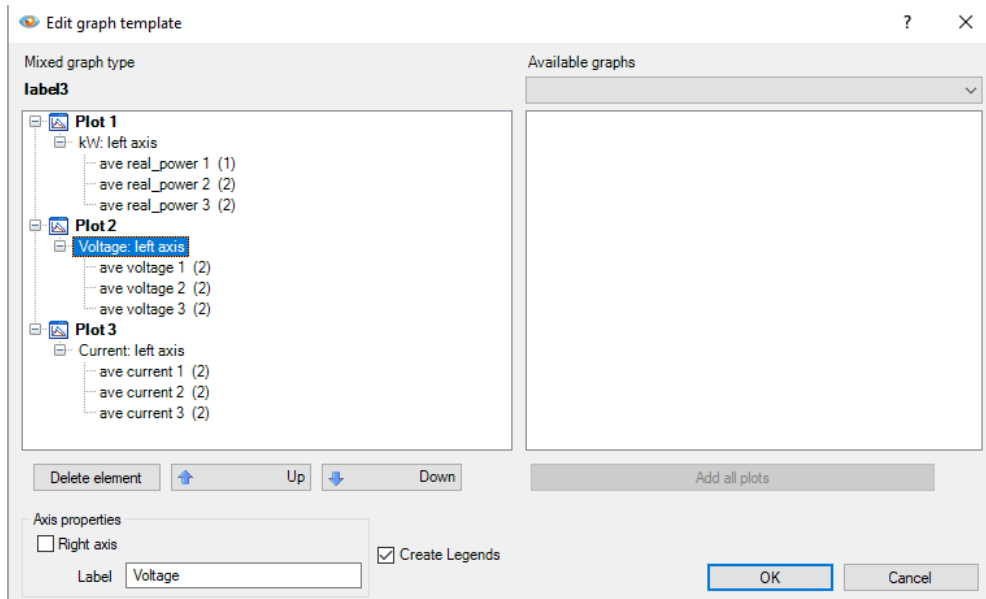 Edit graph template
?
Mixed graph type
Available graphs
label3
Plot 1
kW: left axis
ave real_power 1 (1)
ave real_power 2 (2)
ave real_power 3 (2)
Plot 2
Voltage: left axis
ave voltage 1 (2)
ave voltage 2 (2)
ave voltage 3 (2)
Plot 3
Current: left axis
ave current 1 (2)
ave current 2 (2)
ave current 3 (2)
Delete element
Up
Down
Add all plots
Axis properties
Right axis
Label
Voltage
Create Legends
OK
Cancel